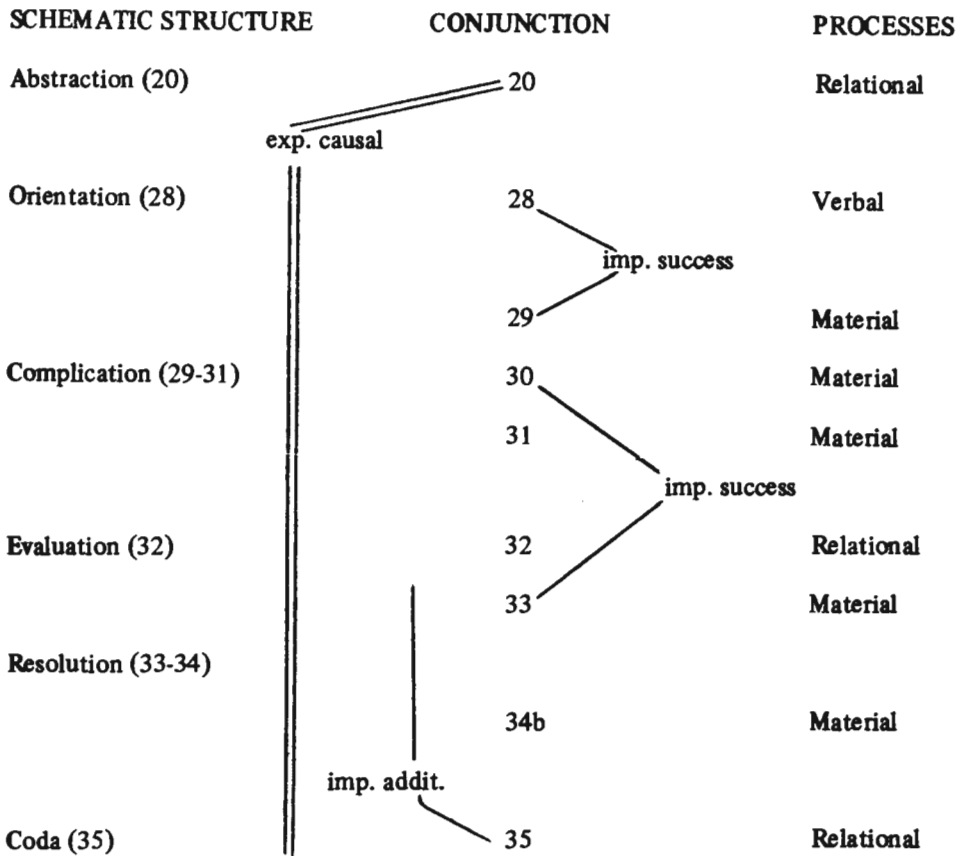 SCHEMATIC STRUCTURE CONJUNCTION PROCESSES
Abstraction (20) 20 Relational
exp. causal
Orientation (28) 28 Verbal
imp. success
29 Material
Complication (29-31) 30 Material
31 Material
imp. success
Evaluation (32) 32 Relational
33 Material
Resolution (33-34)
34b Material
imp. addit.
Coda (35) 35 Relational